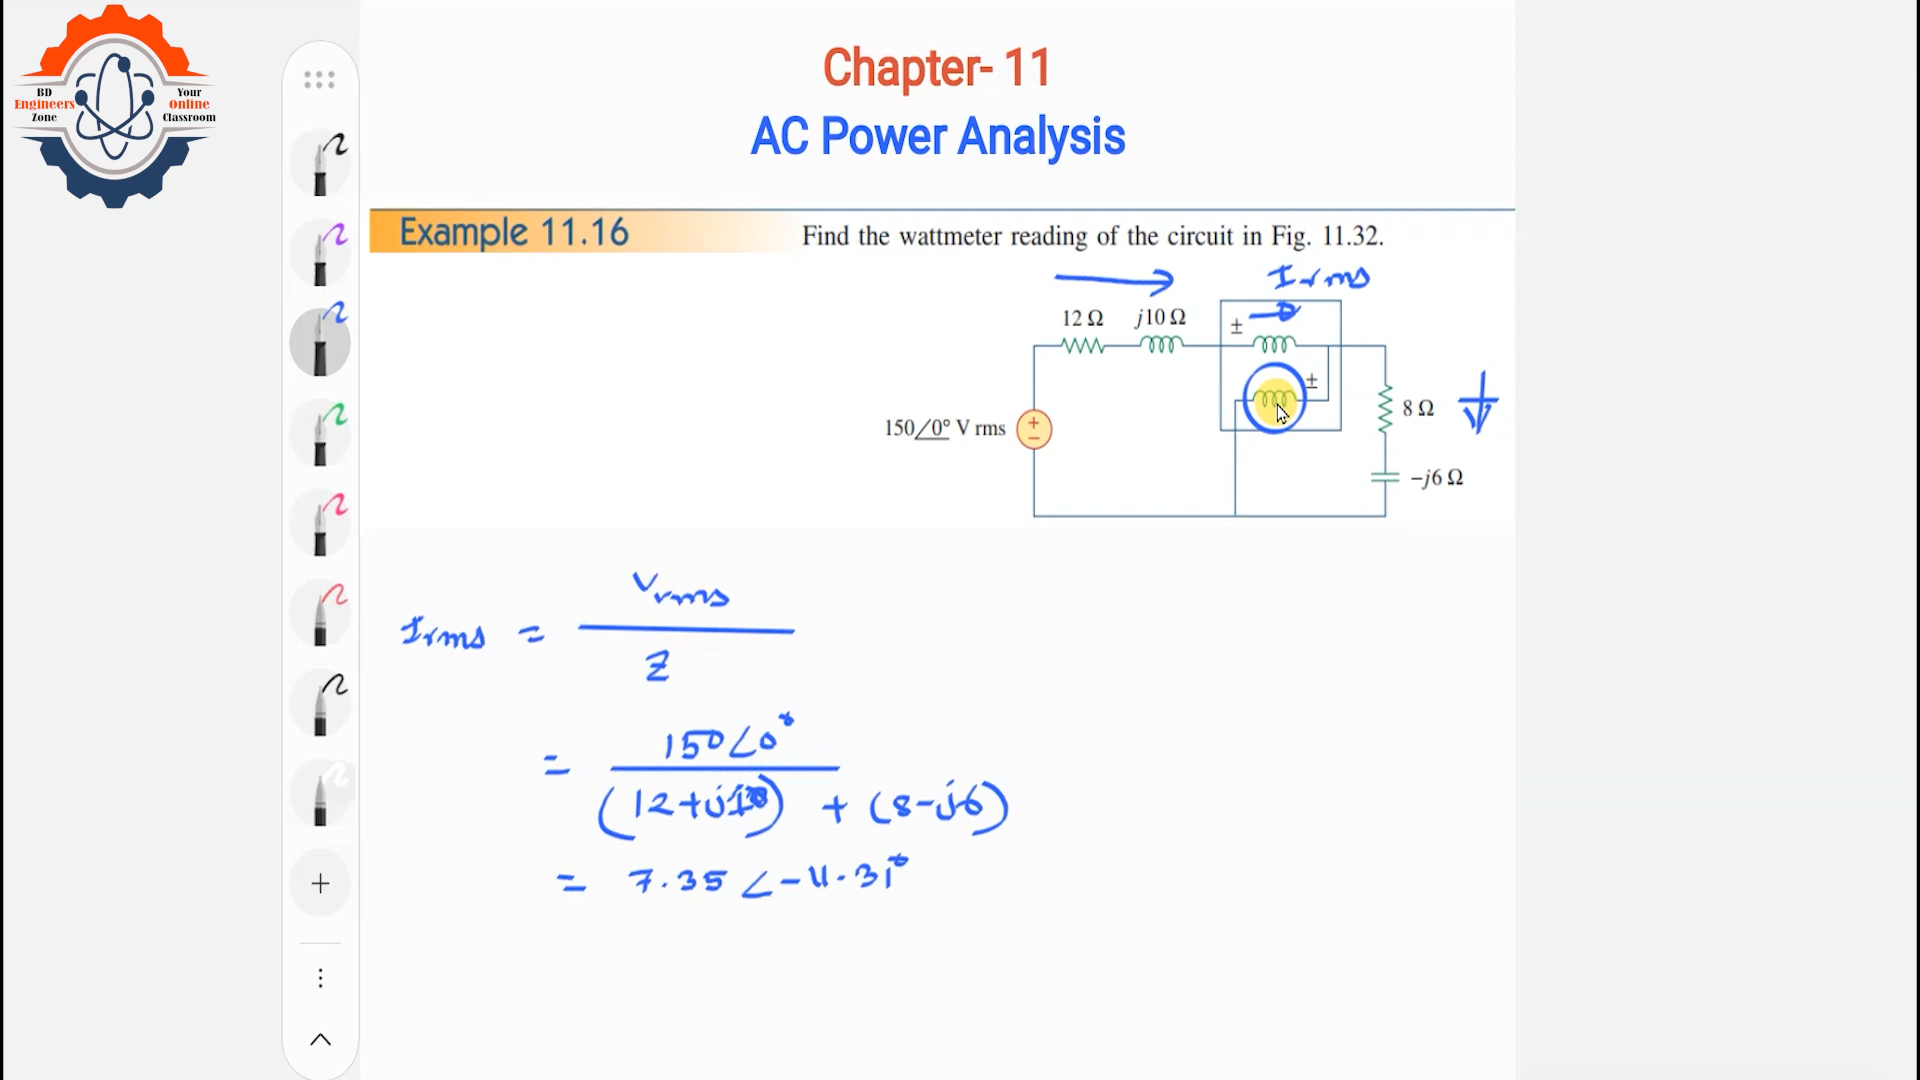 BD
Engineers
Zone
Your
Online
Classroom
Chapter- 11
AC Power Analysis
Example 11.16
Find the wattmeter reading of the circuit in Fig. 11.32.
Irms
12 Ω
j10 Ω
±
±
150∠0° V rms
+
−
8 Ω
−j6 Ω
Irms = Vrms / Z
= 150∠0° / (12+j10) + (8-j6)
= 7.35 ∠-11.31°